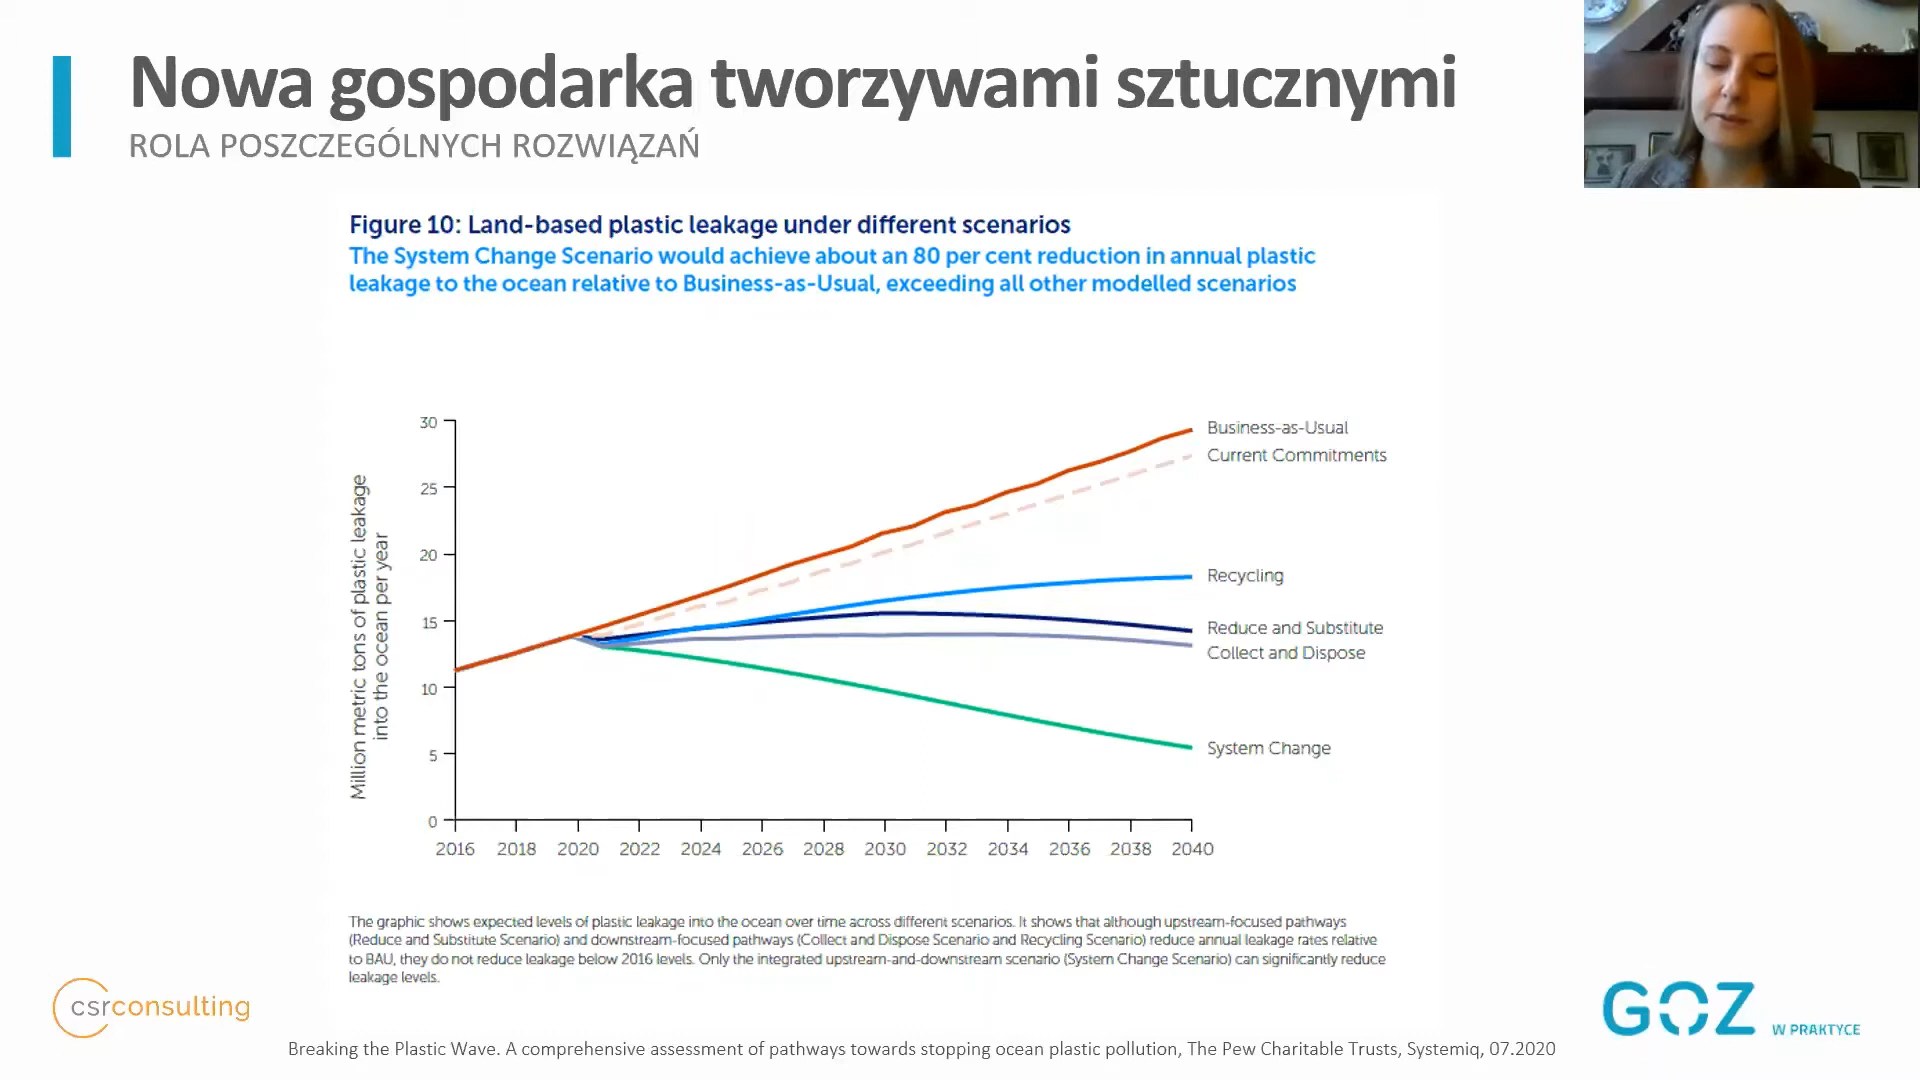 Nowa gospodarka tworzywami sztucznymi
ROLA POSZCZEGÓLNYCH ROZWIĄZAŃ
Figure 10: Land-based plastic leakage under different scenarios
The System Change Scenario would achieve about an 80 per cent reduction in annual plastic
leakage to the ocean relative to Business-as-Usual, exceeding all other modelled scenarios
Million metric tons of plastic leakage
into the ocean per year
30
25
20
15
10
5
0
Business-as-Usual
Current Commitments
Recycling
Reduce and Substitute
Collect and Dispose
System Change
2016 2018 2020 2022 2024 2026 2028 2030 2032 2034 2036 2038 2040
The graphic shows expected levels of plastic leakage into the ocean over time across different scenarios. It shows that although upstream-focused pathways
(Reduce and Substitute Scenario) and downstream-focused pathways (Collect and Dispose Scenario and Recycling Scenario) reduce annual leakage rates relative
to BAU, they do not reduce leakage below 2016 levels. Only the integrated upstream-and-downstream scenario (System Change Scenario) can significantly reduce
leakage levels.
csrconsulting
GOZ W PRAKTYCE
Breaking the Plastic Wave. A comprehensive assessment of pathways towards stopping ocean plastic pollution, The Pew Charitable Trusts, Systemiq, 07.2020